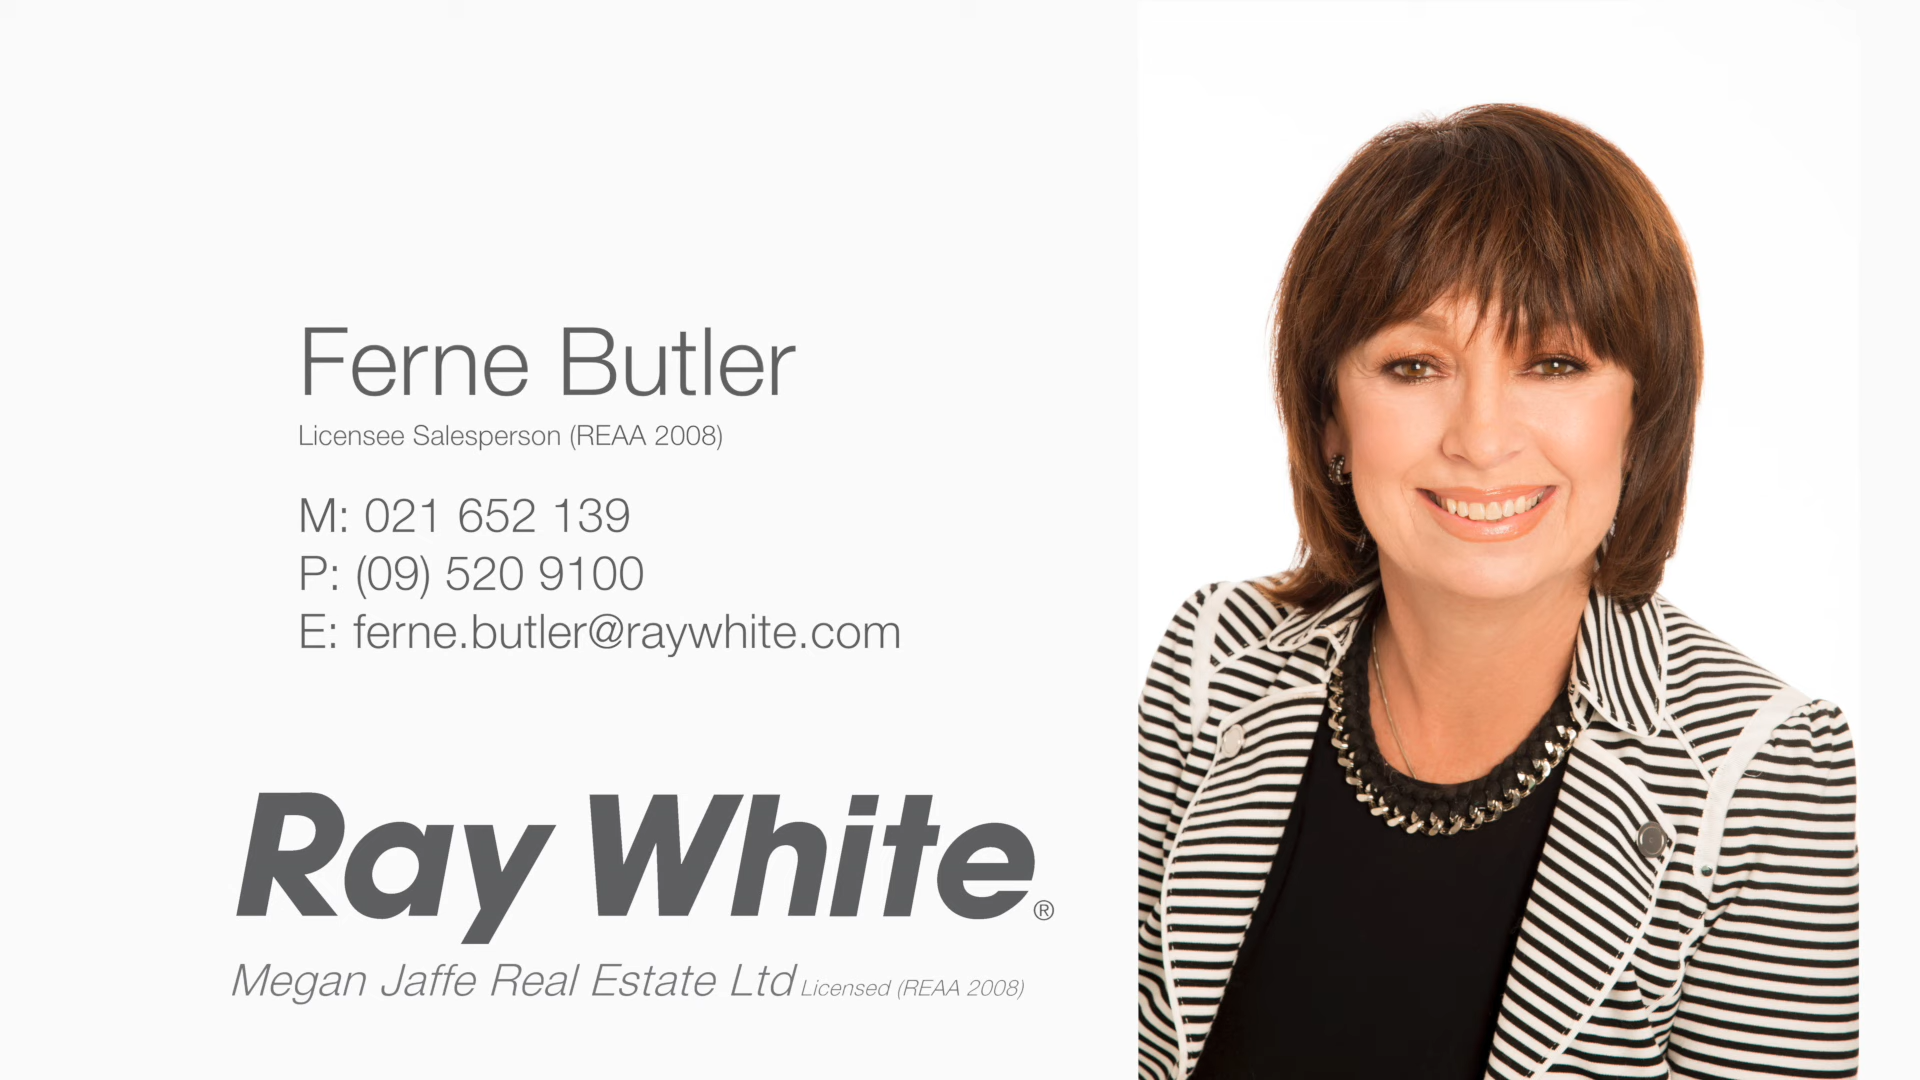 Ferne Butler
Licensee Salesperson (REAA 2008)
M: 021 652 139
P: (09) 520 9100
E: ferne.butler@raywhite.com
Ray White®
Megan Jaffe Real Estate Ltd Licensed (REAA 2008)